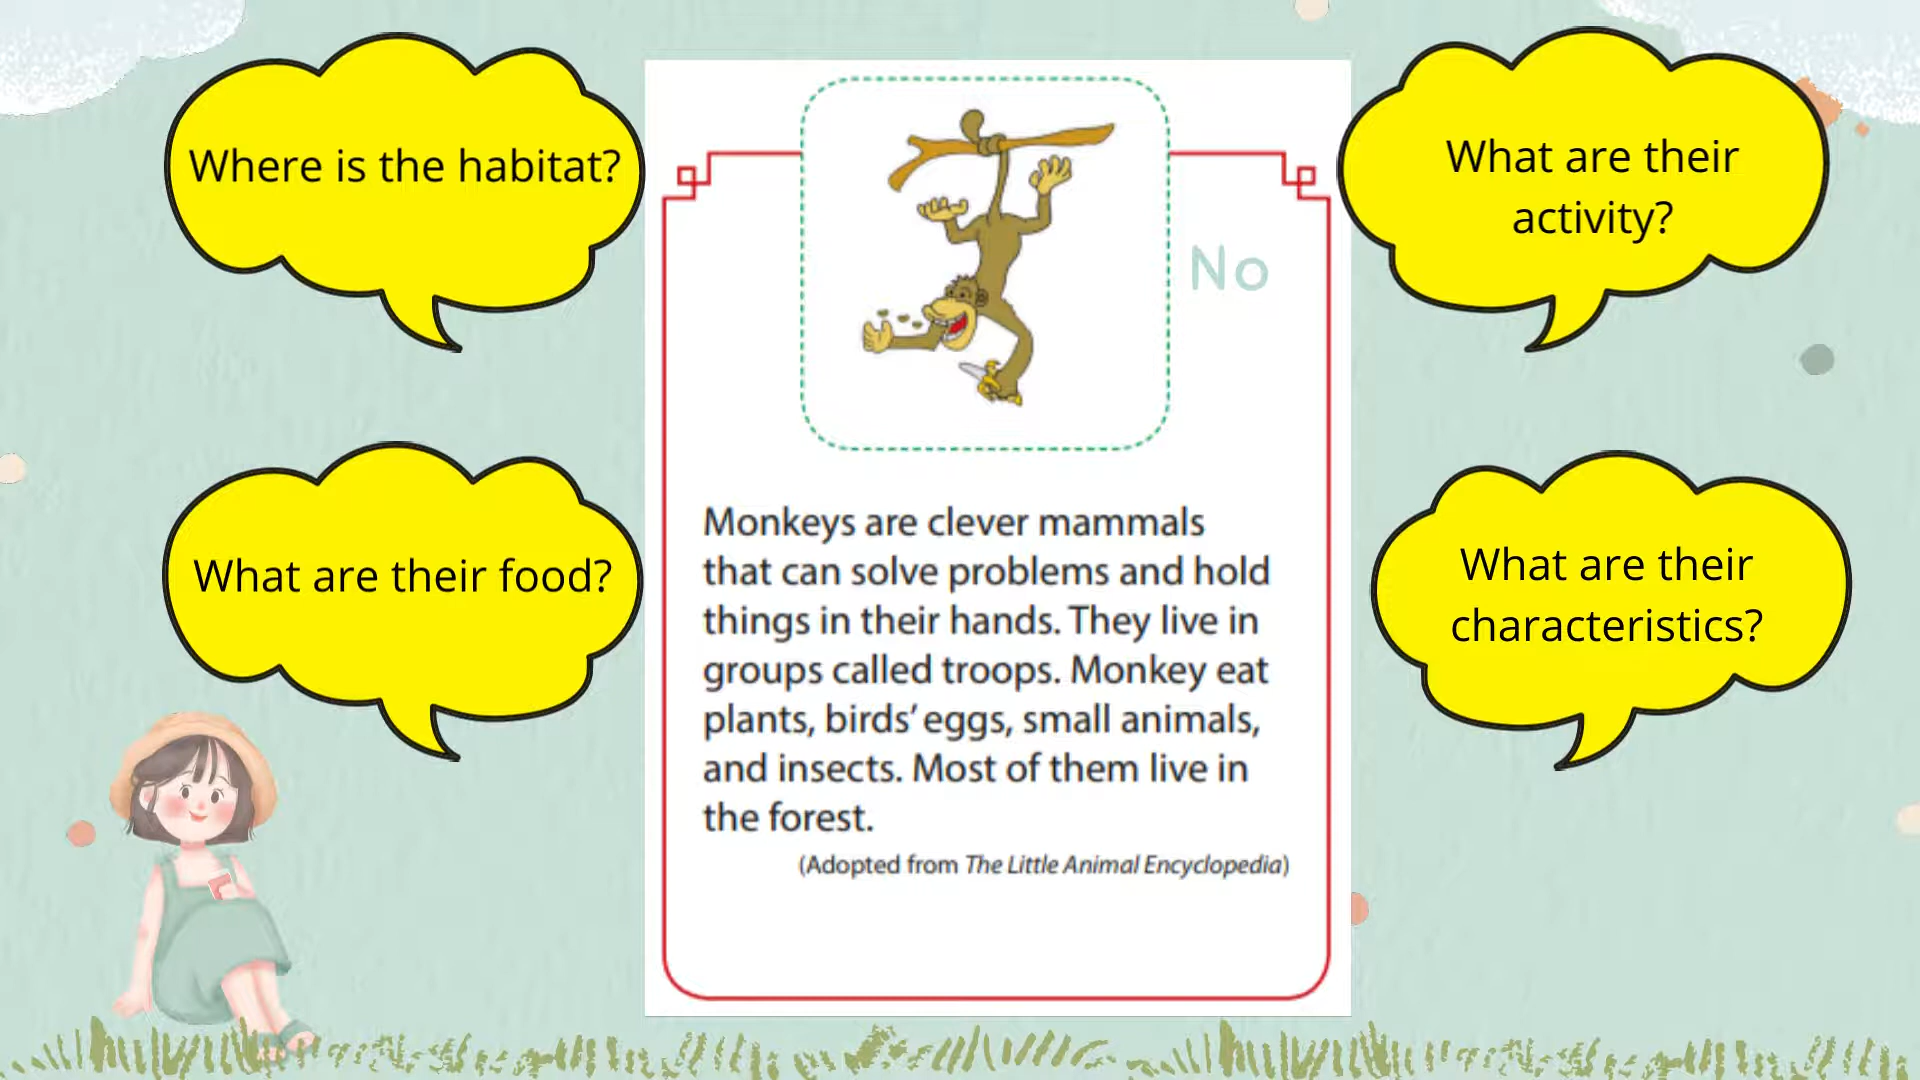 Where is the habitat?
What are their food?
No
Monkeys are clever mammals
that can solve problems and hold
things in their hands. They live in
groups called troops. Monkey eat
plants, birds’ eggs, small animals,
and insects. Most of them live in
the forest.
(Adopted from The Little Animal Encyclopedia)
What are their
activity?
What are their
characteristics?